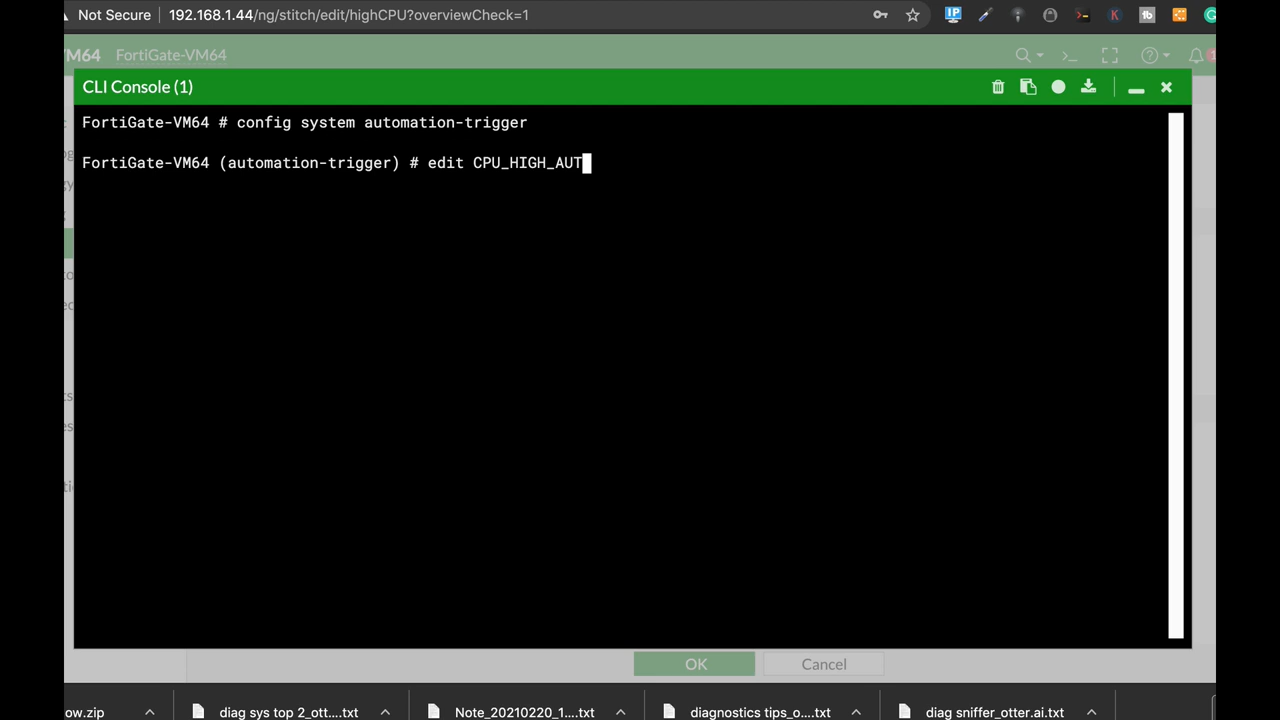 Not Secure | 192.168.1.44/ng/stitch/edit/highCPU?overviewCheck=1
VM64 FortiGate-VM64
CLI Console (1)
FortiGate-VM64 # config system automation-trigger
FortiGate-VM64 (automation-trigger) # edit CPU_HIGH_AUT
OK Cancel
ow.zip diag sys top 2_ott....txt Note_20210220_1....txt diagnostics tips_o....txt diag sniffer_otter.ai.txt